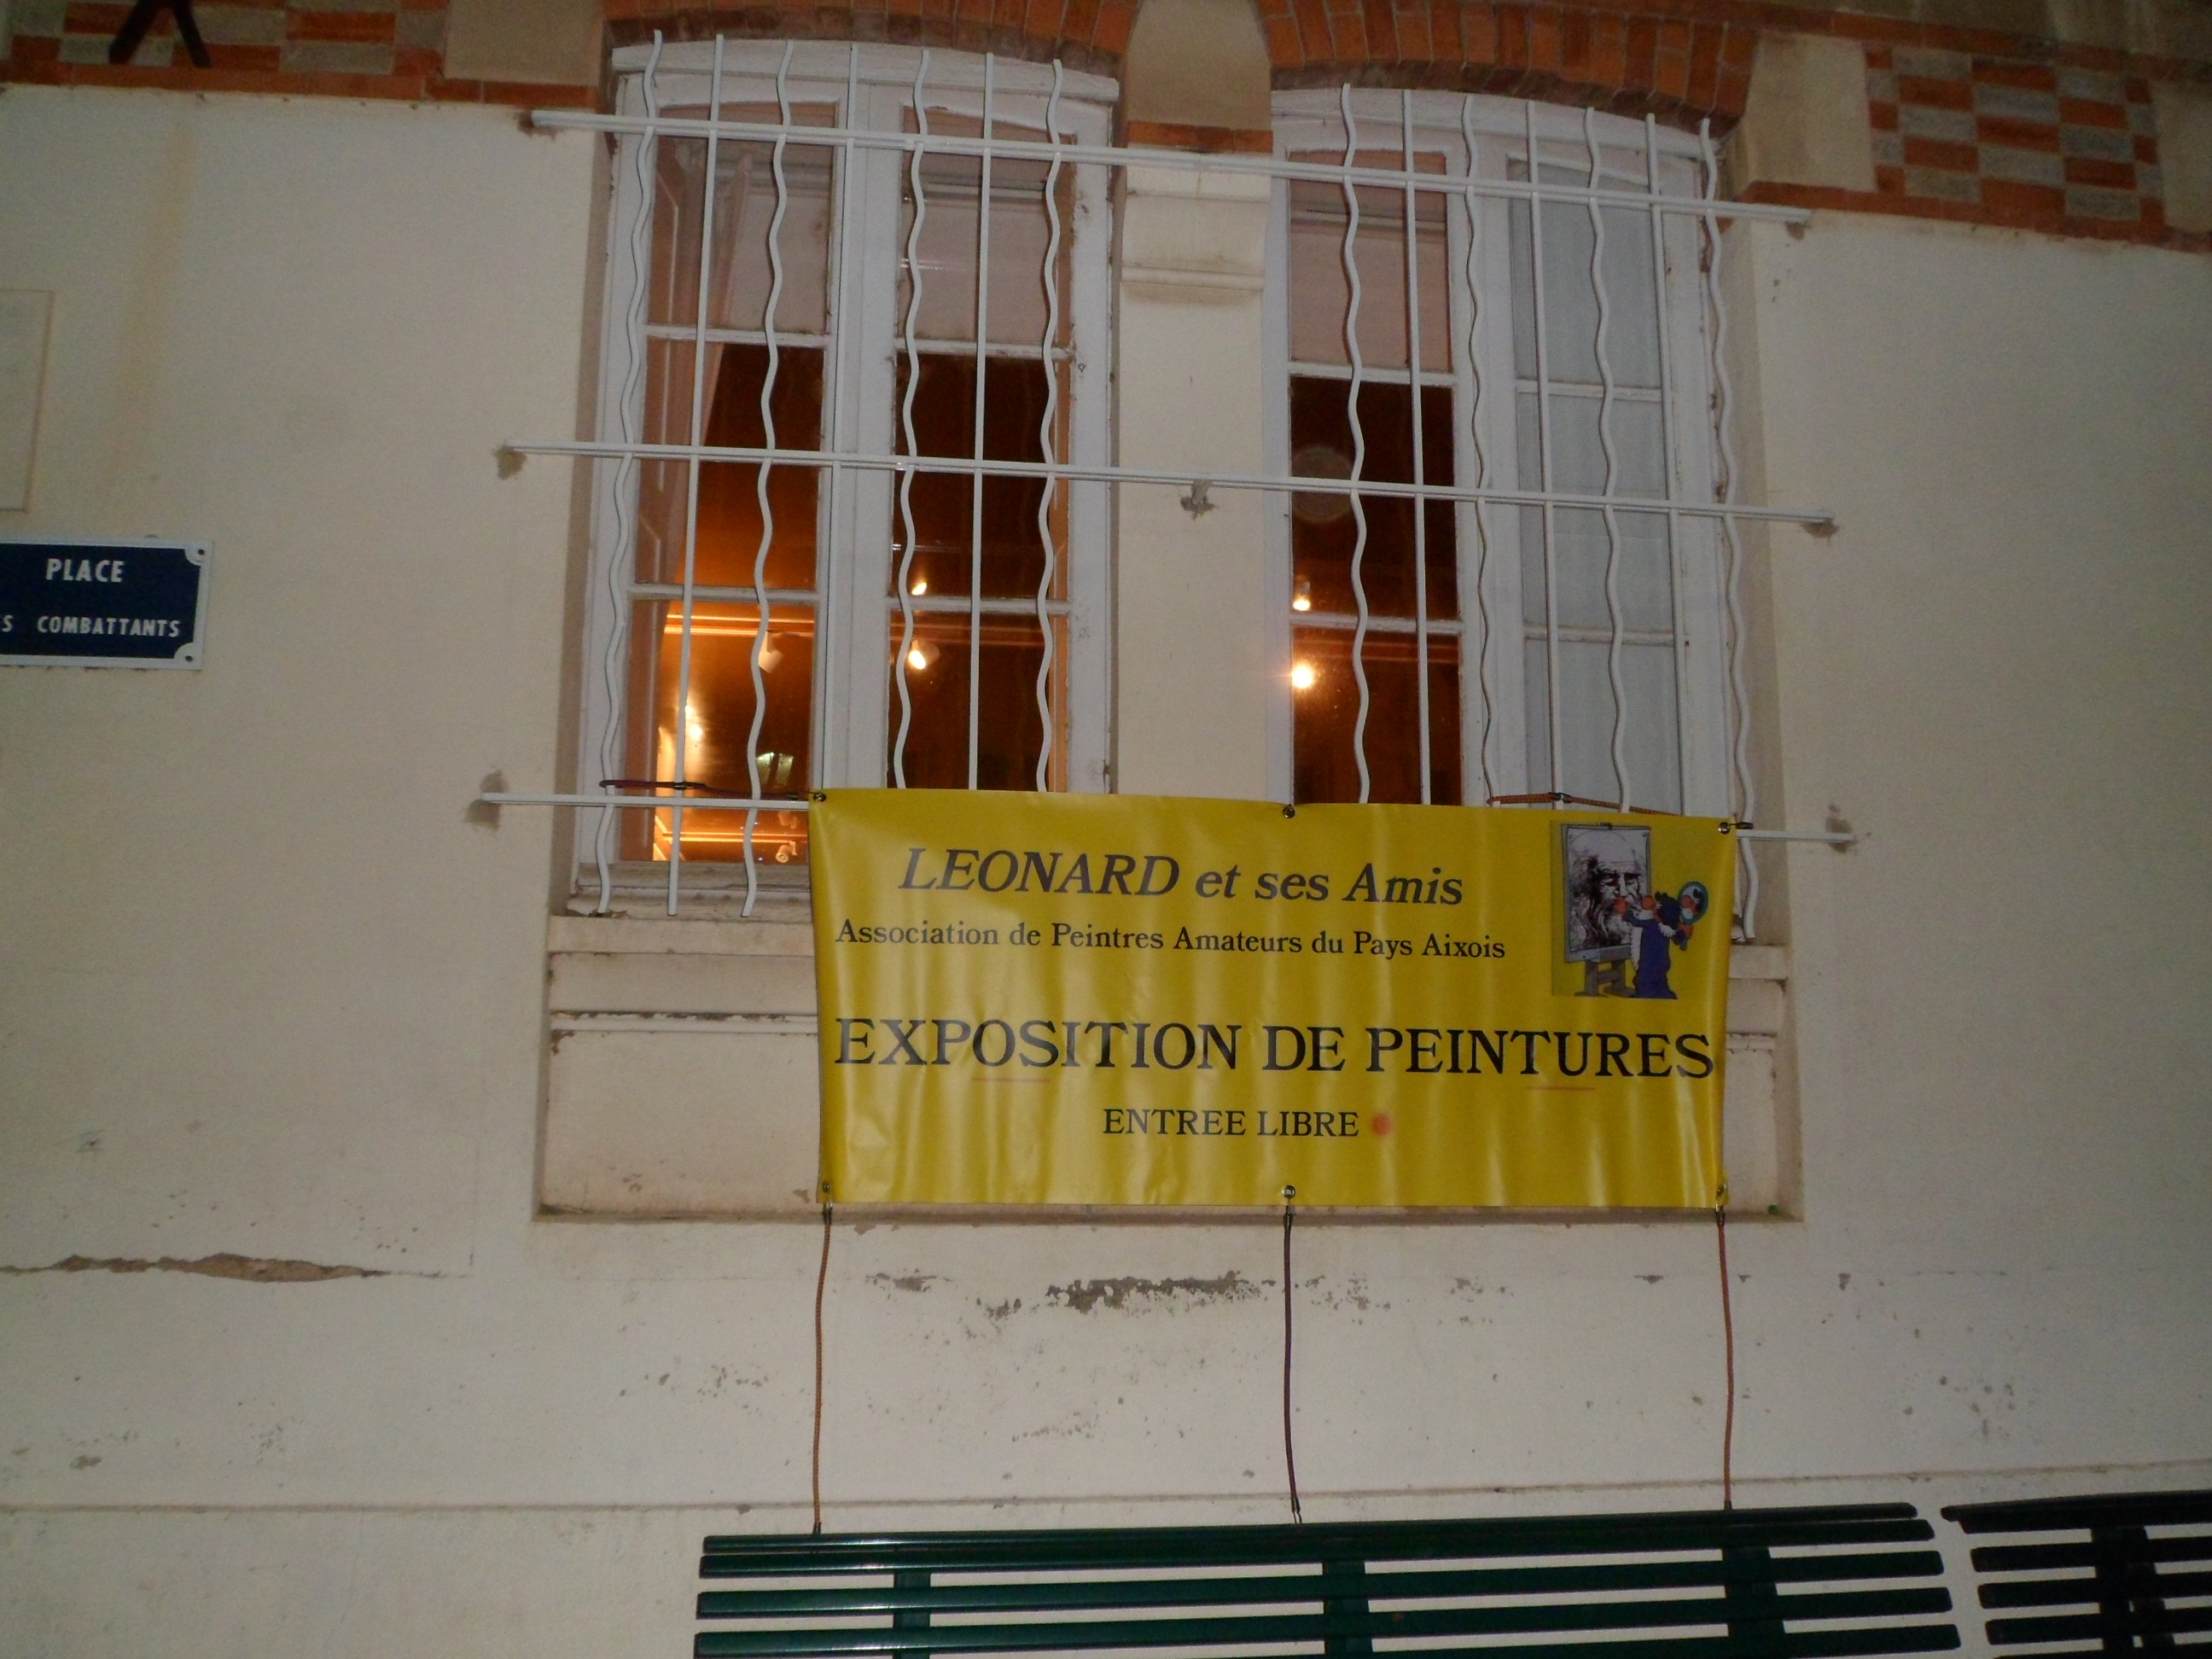 PLACE
COMBATTANTS
LEONARD et ses Amis
Association de Peintres Amateurs du Pays Aixois
EXPOSITION DE PEINTURES
ENTREE LIBRE